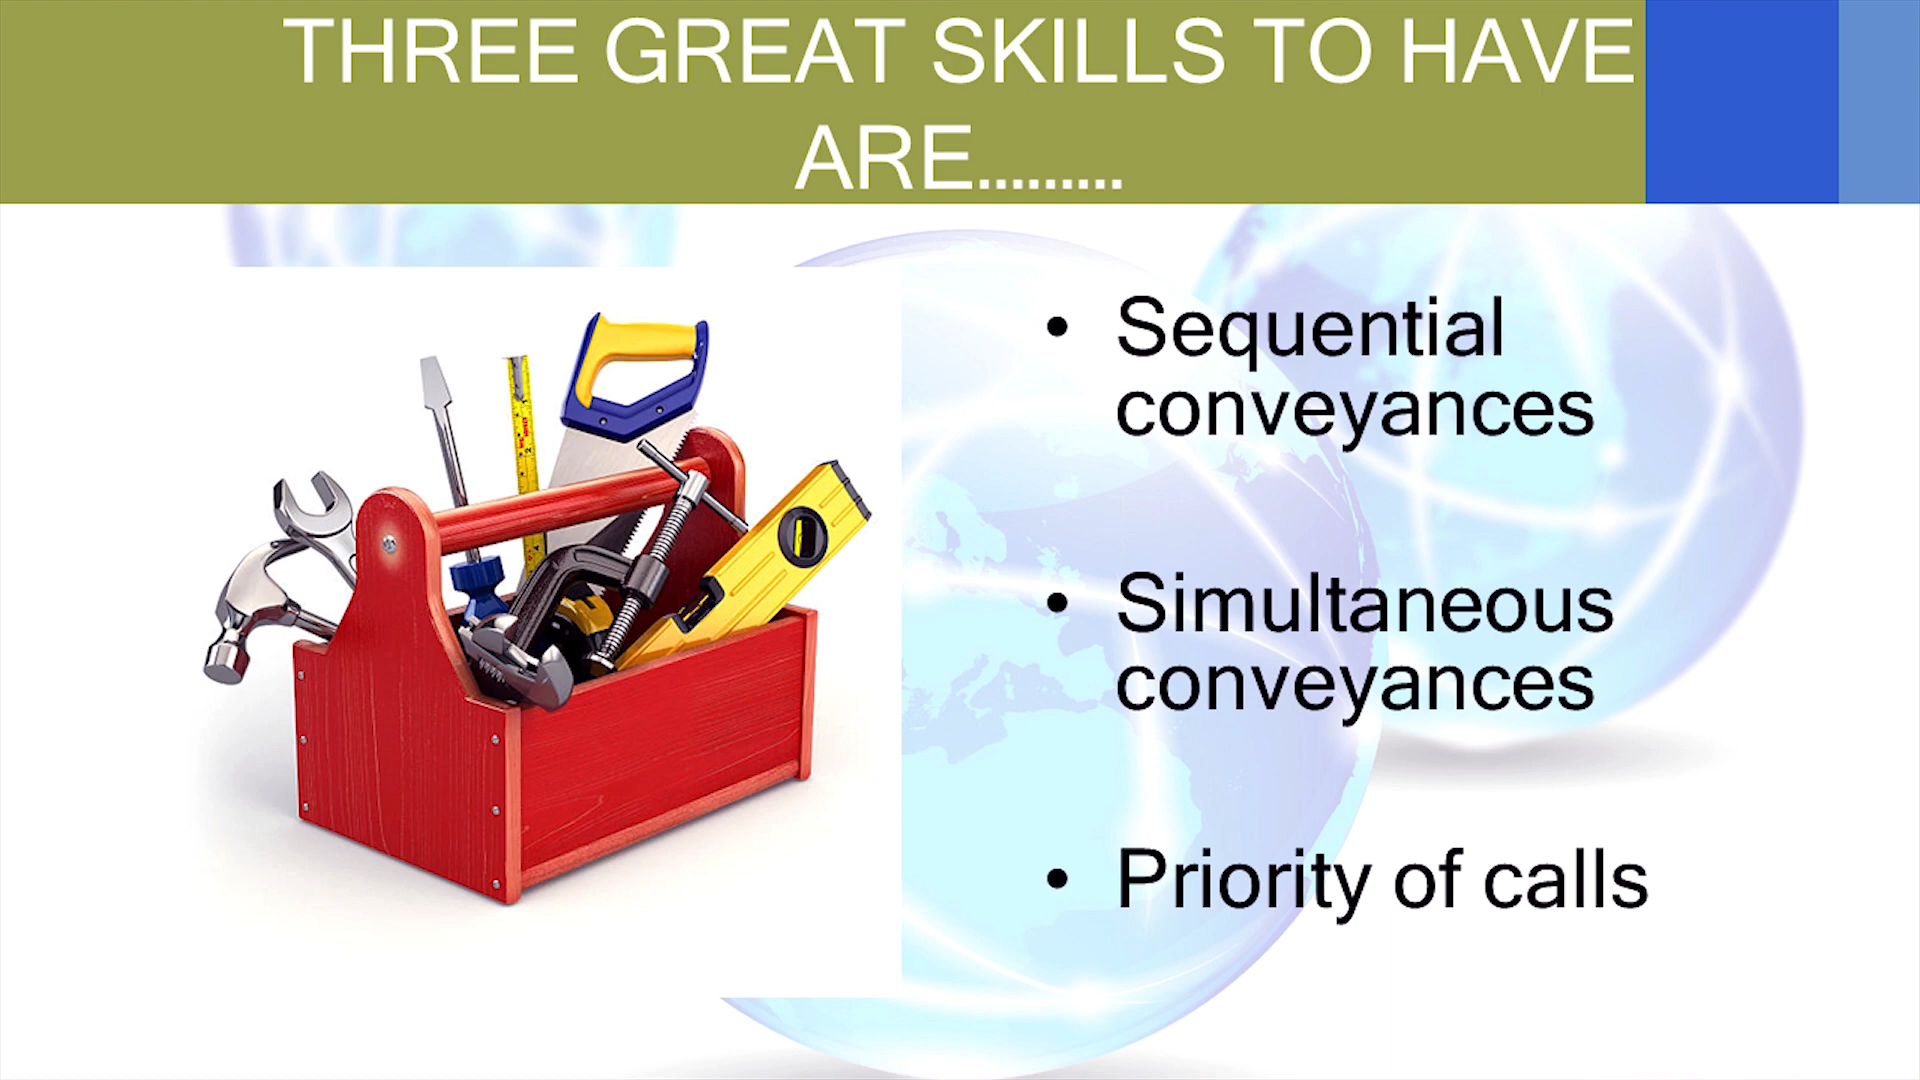 THREE GREAT SKILLS TO HAVE
ARE.........
• Sequential
conveyances
• Simultaneous
conveyances
• Priority of calls